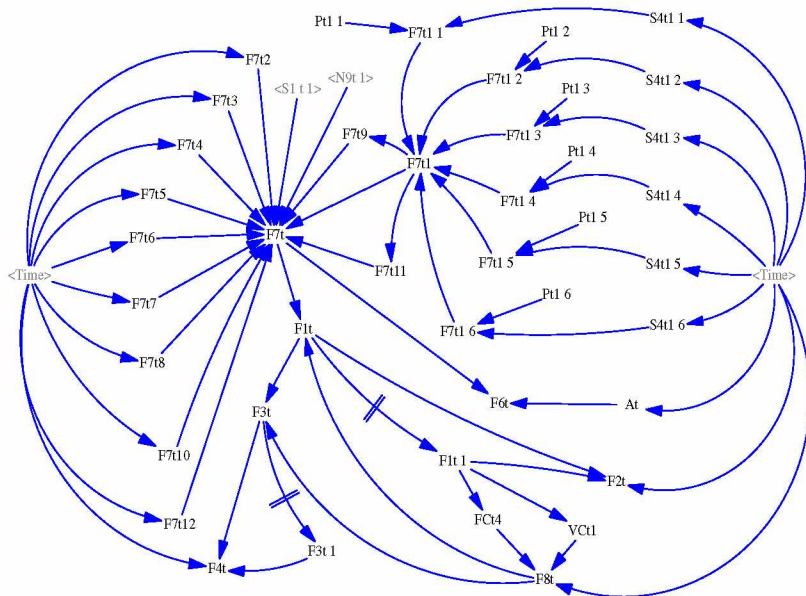 Pt1 1
F7t1 1
S4t1 1
F7t2
Pt1 2
<S1 t 1>
<N9t 1>
F7t1 2
S4t1 2
F7t3
Pt1 3
F7t4
F7t9
F7t1 3
S4t1 3
Pt1 4
F7t1
F7t5
F7t1 4
S4t1 4
Pt1 5
F7t6
F7t
F7t1 5
S4t1 5
<Time>
F7t11
<Time>
F7t7
Pt1 6
F1t
F7t1 6
S4t1 6
F7t8
F6t
At
F3t
F7t10
F1t 1
F2t
F7t12
FCt4
VCt1
F3t 1
F4t
F8t